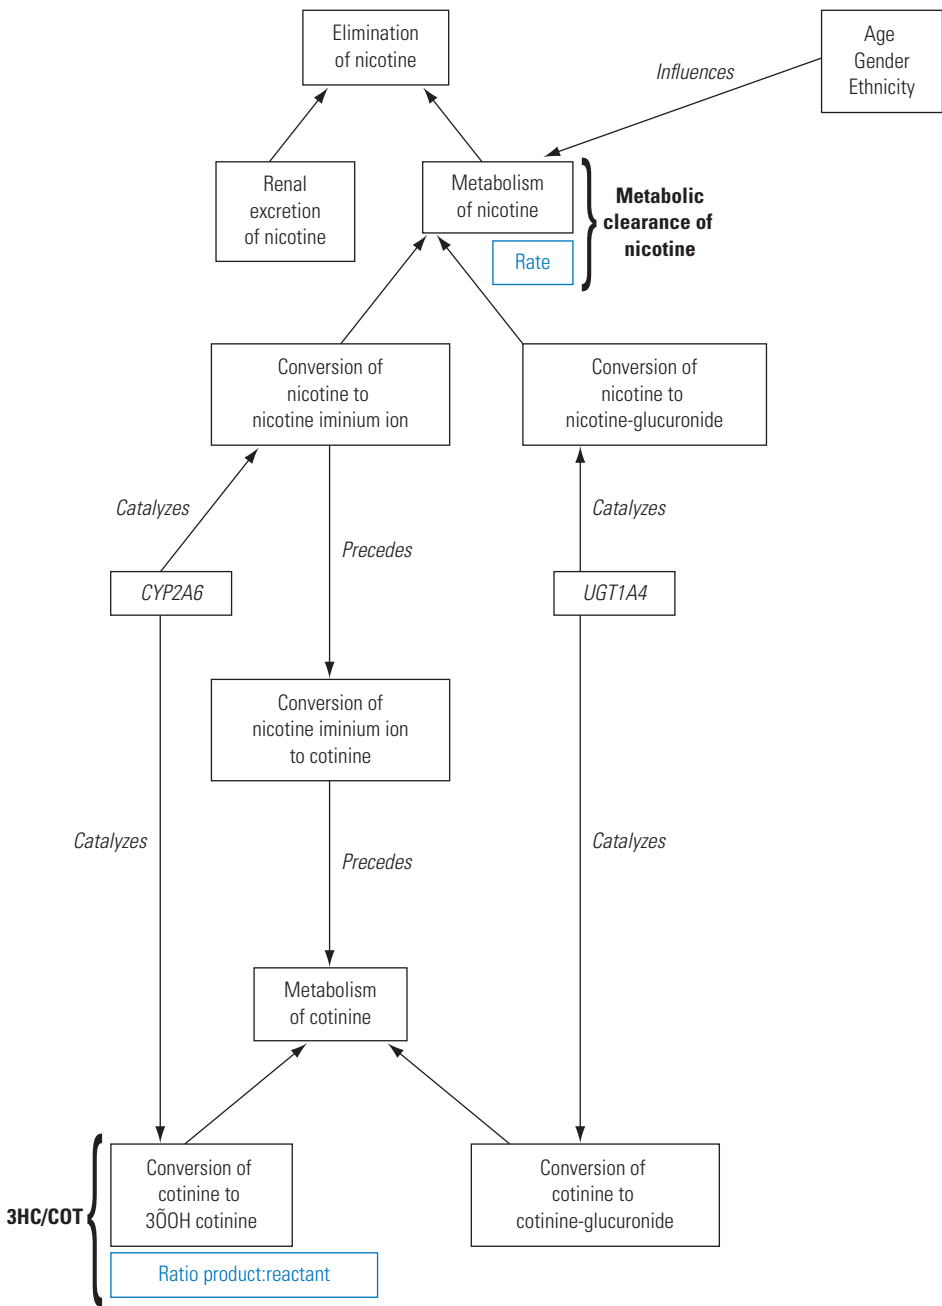 Elimination
of nicotine
Age
Gender
Ethnicity
Influences
Renal
excretion
of nicotine
Metabolism
of nicotine
Rate
Metabolic
clearance of
nicotine
Conversion of
nicotine to
nicotine iminium ion
Conversion of
nicotine to
nicotine-glucuronide
Catalyzes
Precedes
Catalyzes
CYP2A6
UGT1A4
Conversion of
nicotine iminium ion
to cotinine
Catalyzes
Precedes
Catalyzes
Metabolism
of cotinine
3HC/COT
Conversion of
cotinine to
3ÕOH cotinine
Ratio product:reactant
Conversion of
cotinine to
cotinine-glucuronide